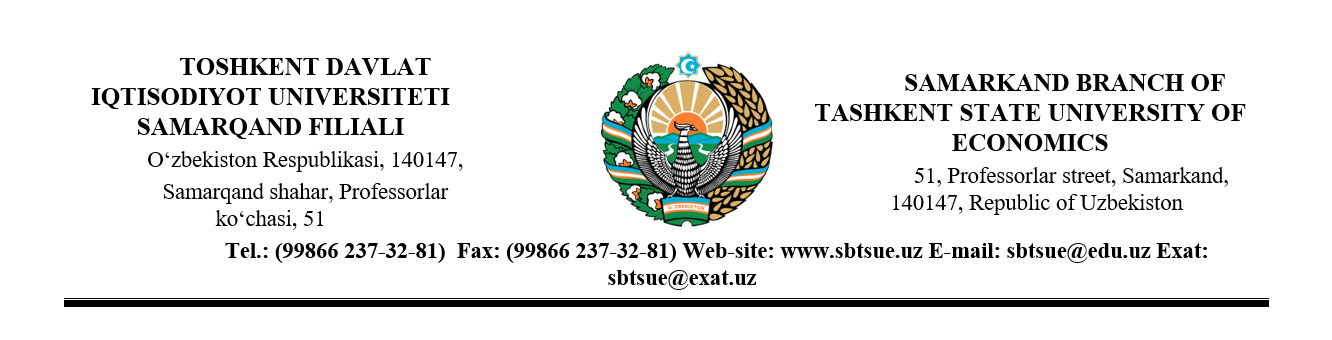 TOSHKENT DAVLAT
IQTISODIYOT UNIVERSITETI
SAMARQAND FILIALI
O‘zbekiston Respublikasi, 140147,
Samarqand shahar, Professorlar
ko‘chasi, 51
O‘ZBEKISTON
SAMARKAND BRANCH OF
TASHKENT STATE UNIVERSITY OF
ECONOMICS
51, Professorlar street, Samarkand,
140147, Republic of Uzbekiston
Tel.: (99866 237-32-81)  Fax: (99866 237-32-81) Web-site: www.sbtsue.uz E-mail: sbtsue@edu.uz Exat:
sbtsue@exat.uz